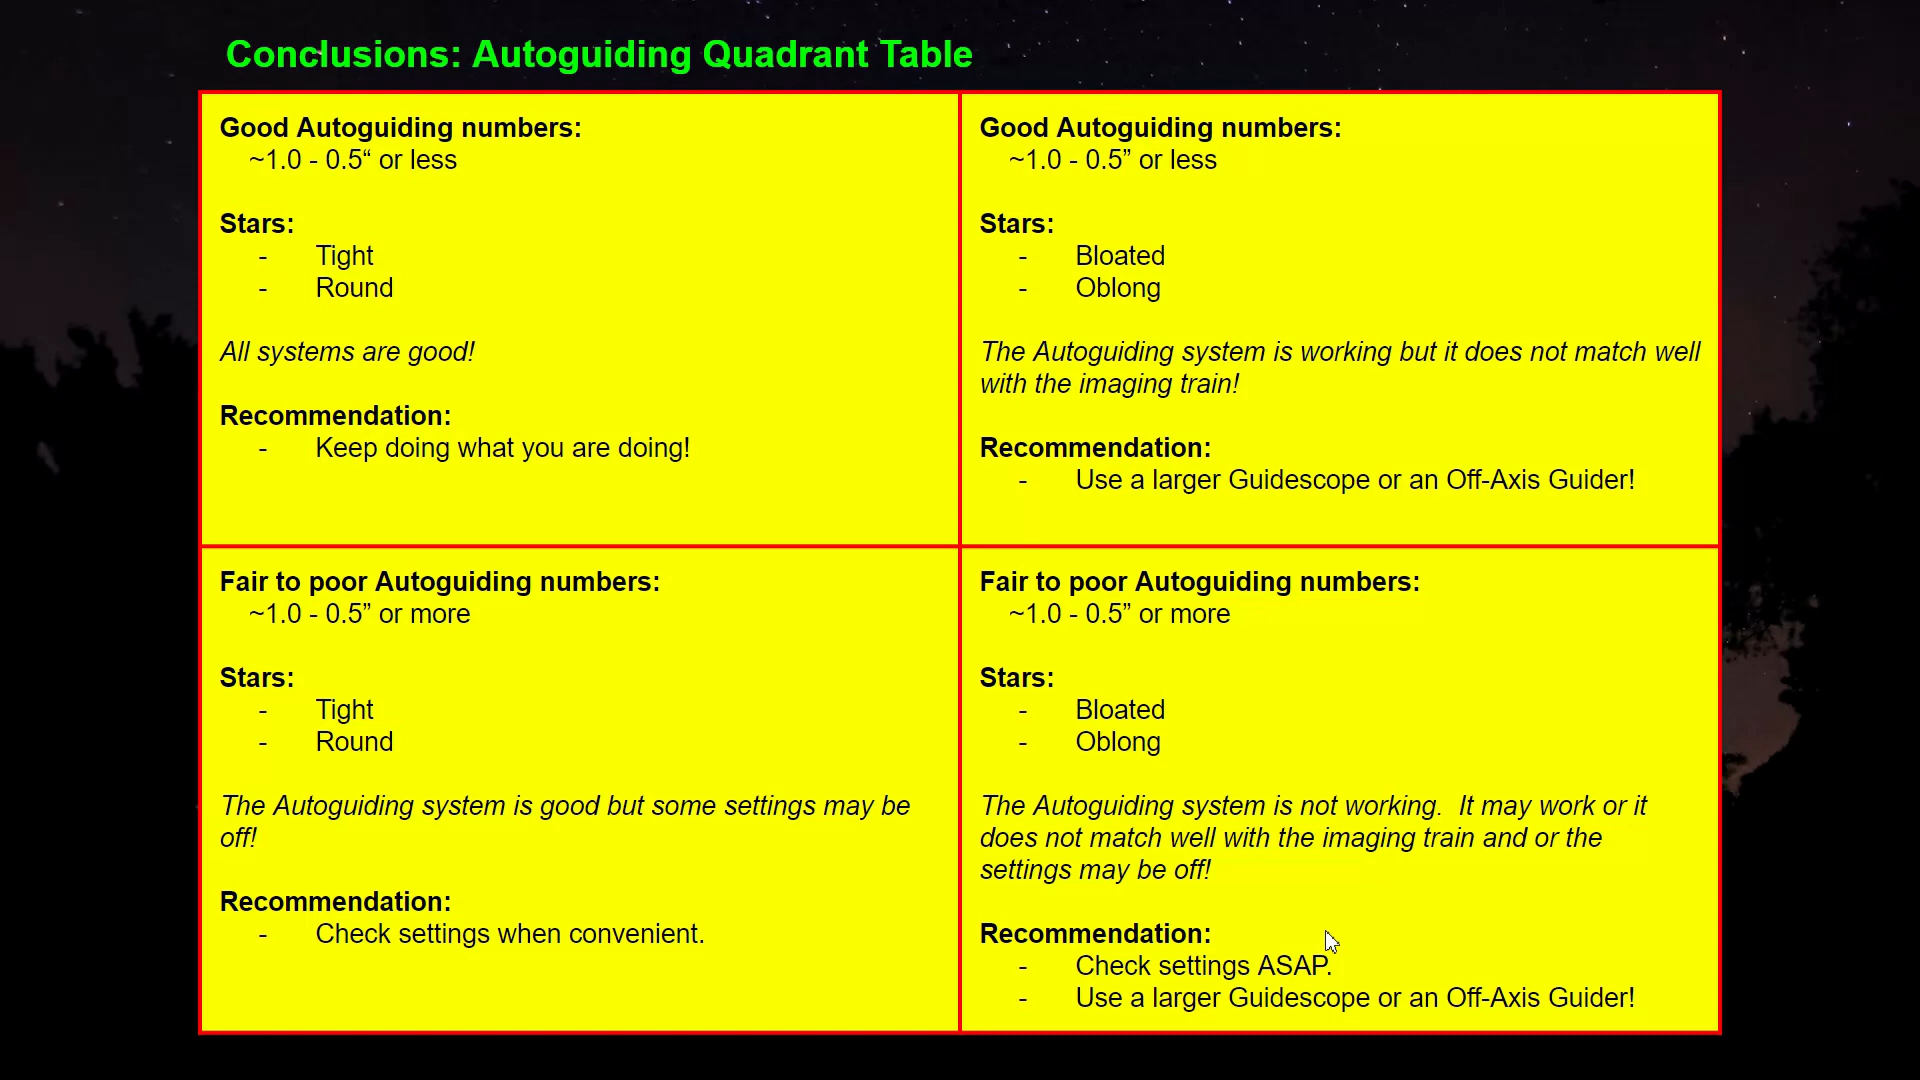 Conclusions: Autoguiding Quadrant Table
Good Autoguiding numbers:
~1.0 - 0.5“ or less
Stars:
- Tight
- Round
All systems are good!
Recommendation:
- Keep doing what you are doing!
Good Autoguiding numbers:
~1.0 - 0.5” or less
Stars:
- Bloated
- Oblong
The Autoguiding system is working but it does not match well
with the imaging train!
Recommendation:
- Use a larger Guidescope or an Off-Axis Guider!
Fair to poor Autoguiding numbers:
~1.0 - 0.5” or more
Stars:
- Tight
- Round
The Autoguiding system is good but some settings may be
off!
Recommendation:
- Check settings when convenient.
Fair to poor Autoguiding numbers:
~1.0 - 0.5” or more
Stars:
- Bloated
- Oblong
The Autoguiding system is not working.  It may work or it
does not match well with the imaging train and or the
settings may be off!
Recommendation:
- Check settings ASAP.
- Use a larger Guidescope or an Off-Axis Guider!